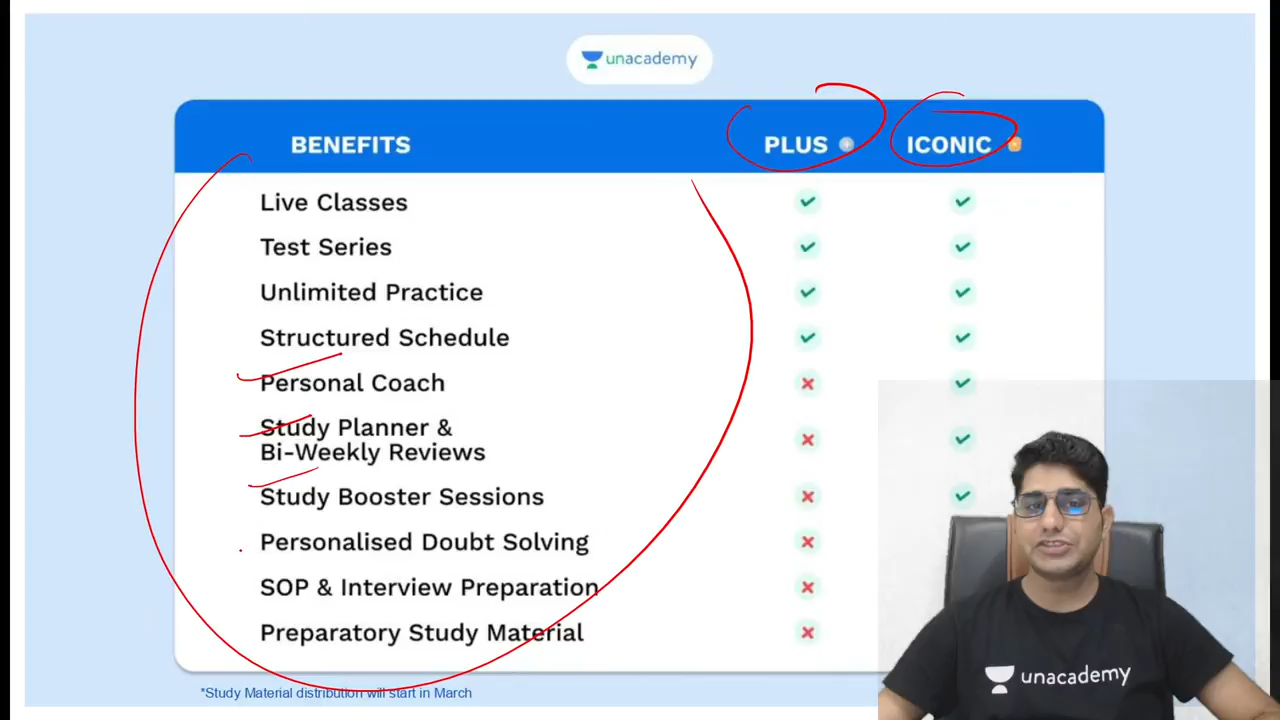 unacademy
BENEFITS PLUS ICONIC
Live Classes
Test Series
Unlimited Practice
Structured Schedule
Personal Coach
Study Planner &
Bi-Weekly Reviews
Study Booster Sessions
Personalised Doubt Solving
SOP & Interview Preparation
Preparatory Study Material
*Study Material distribution will start in March
unacademy